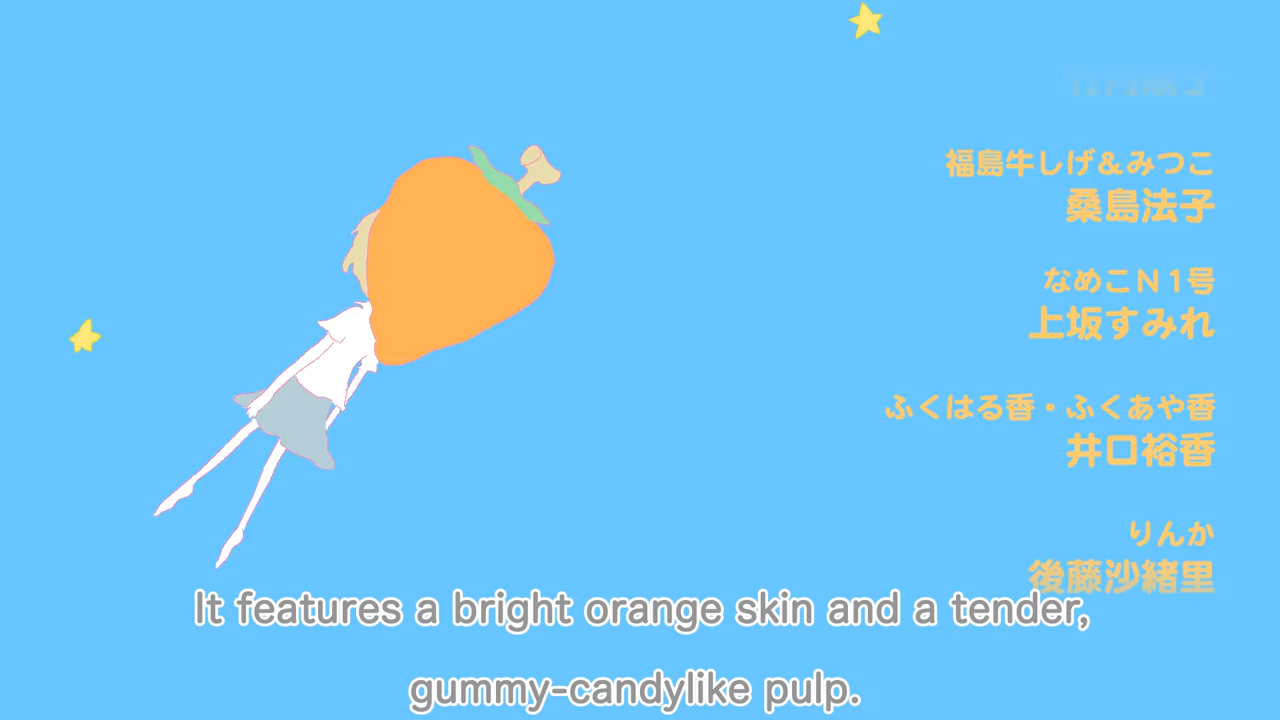 福島牛しげ＆みつこ
桑島法子
なめこＮ１号
上坂すみれ
ふくはる香・ふくあや香
井口裕香
りんか
後藤沙緒里
It features a bright orange skin and a tender,
gummy-candylike pulp.